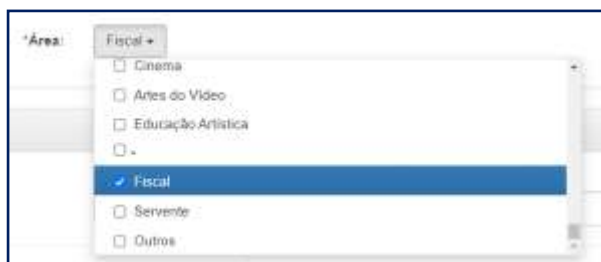 *Área:
Fiscal
Cinema
Artes do Vídeo
Educação Artística
.
Fiscal
Servente
Outros